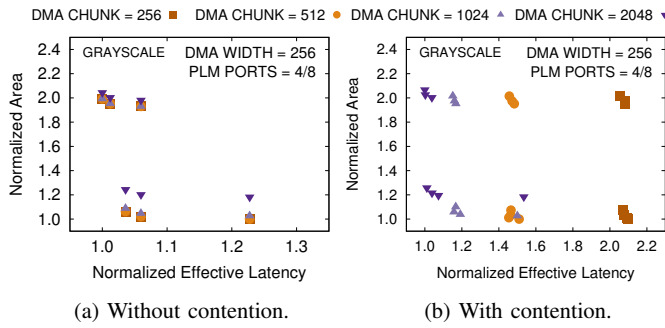 DMA CHUNK = 256 DMA CHUNK = 512 DMA CHUNK = 1024 DMA CHUNK = 2048
GRAYSCALE DMA WIDTH = 256
PLM PORTS = 4/8
Normalized Area
2.4
2.2
2.0
1.8
1.6
1.4
1.2
1.0
1.0 1.1 1.2 1.3
Normalized Effective Latency
(a) Without contention.
GRAYSCALE DMA WIDTH = 256
PLM PORTS = 4/8
Normalized Area
2.4
2.2
2.0
1.8
1.6
1.4
1.2
1.0
1.0 1.2 1.4 1.6 1.8 2.0 2.2
Normalized Effective Latency
(b) With contention.